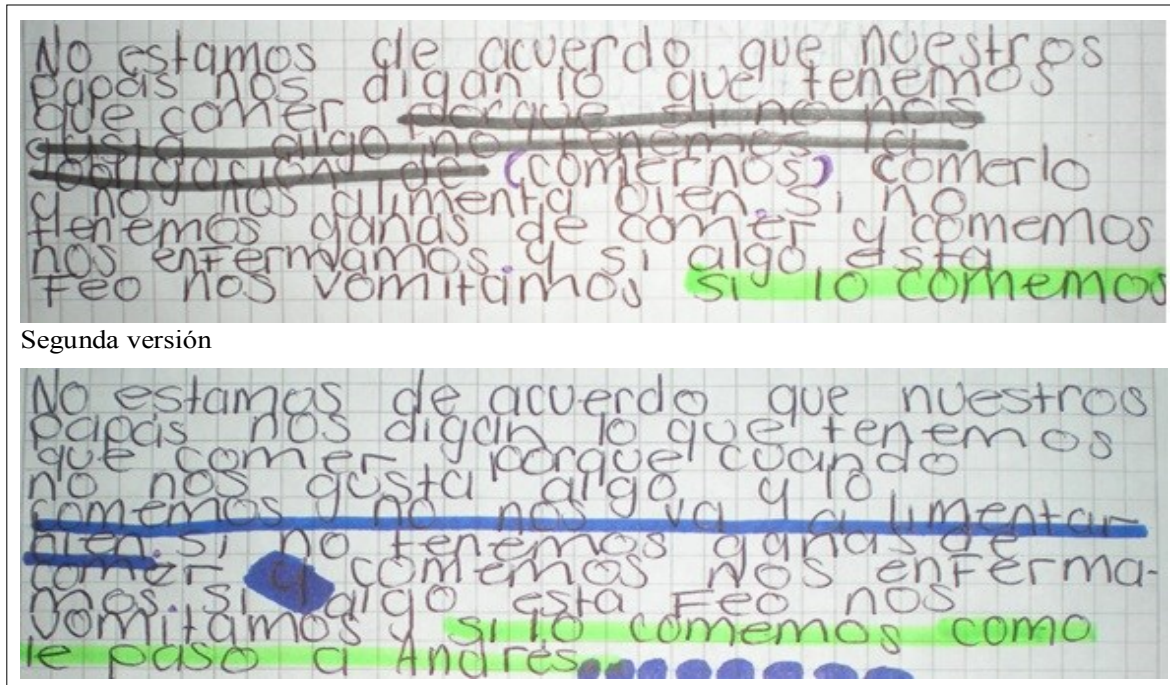 No estamos de acuerdo que nuestros
papás nos digan lo que tenemos
que comer porque si no nos
gusta algo no tenemos la
obligación de (comernos) comerlo
y no nos alimenta bien. Si no
tenemos ganas de comer y comemos
nos enfermamos. y si algo esta
feo nos vomitamos si lo comemos
Segunda versión
No estamos de acuerdo que nuestros
papás nos digan lo que tenemos
que comer porque cuando
no nos gusta algo y lo
comemos no nos va a limentar
bien. Si no tenemos ganas de
comer y comemos nos enferma-
mos. si algo esta feo nos
vomitamos si lo comemos como
le paso a Andrés